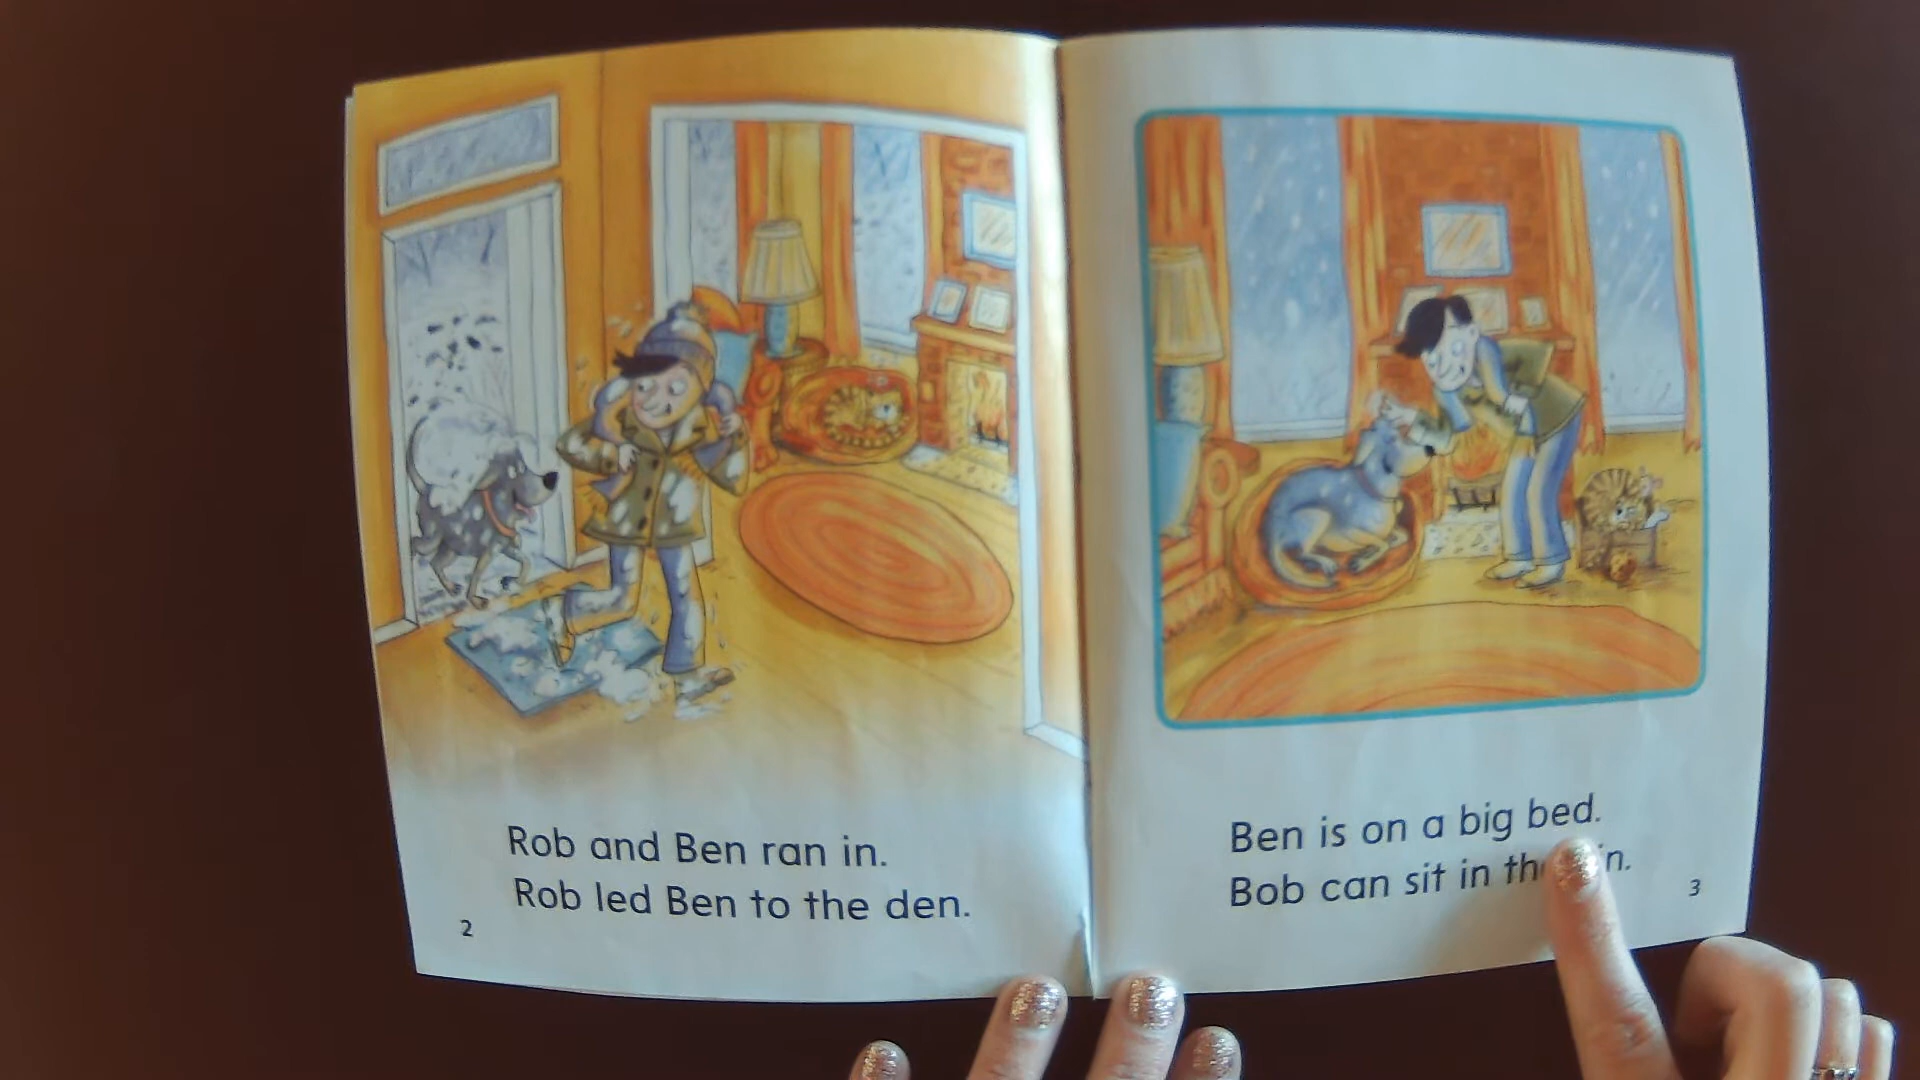 Rob and Ben ran in.
Rob led Ben to the den.
2
Ben is on a big bed.
Bob can sit in
3